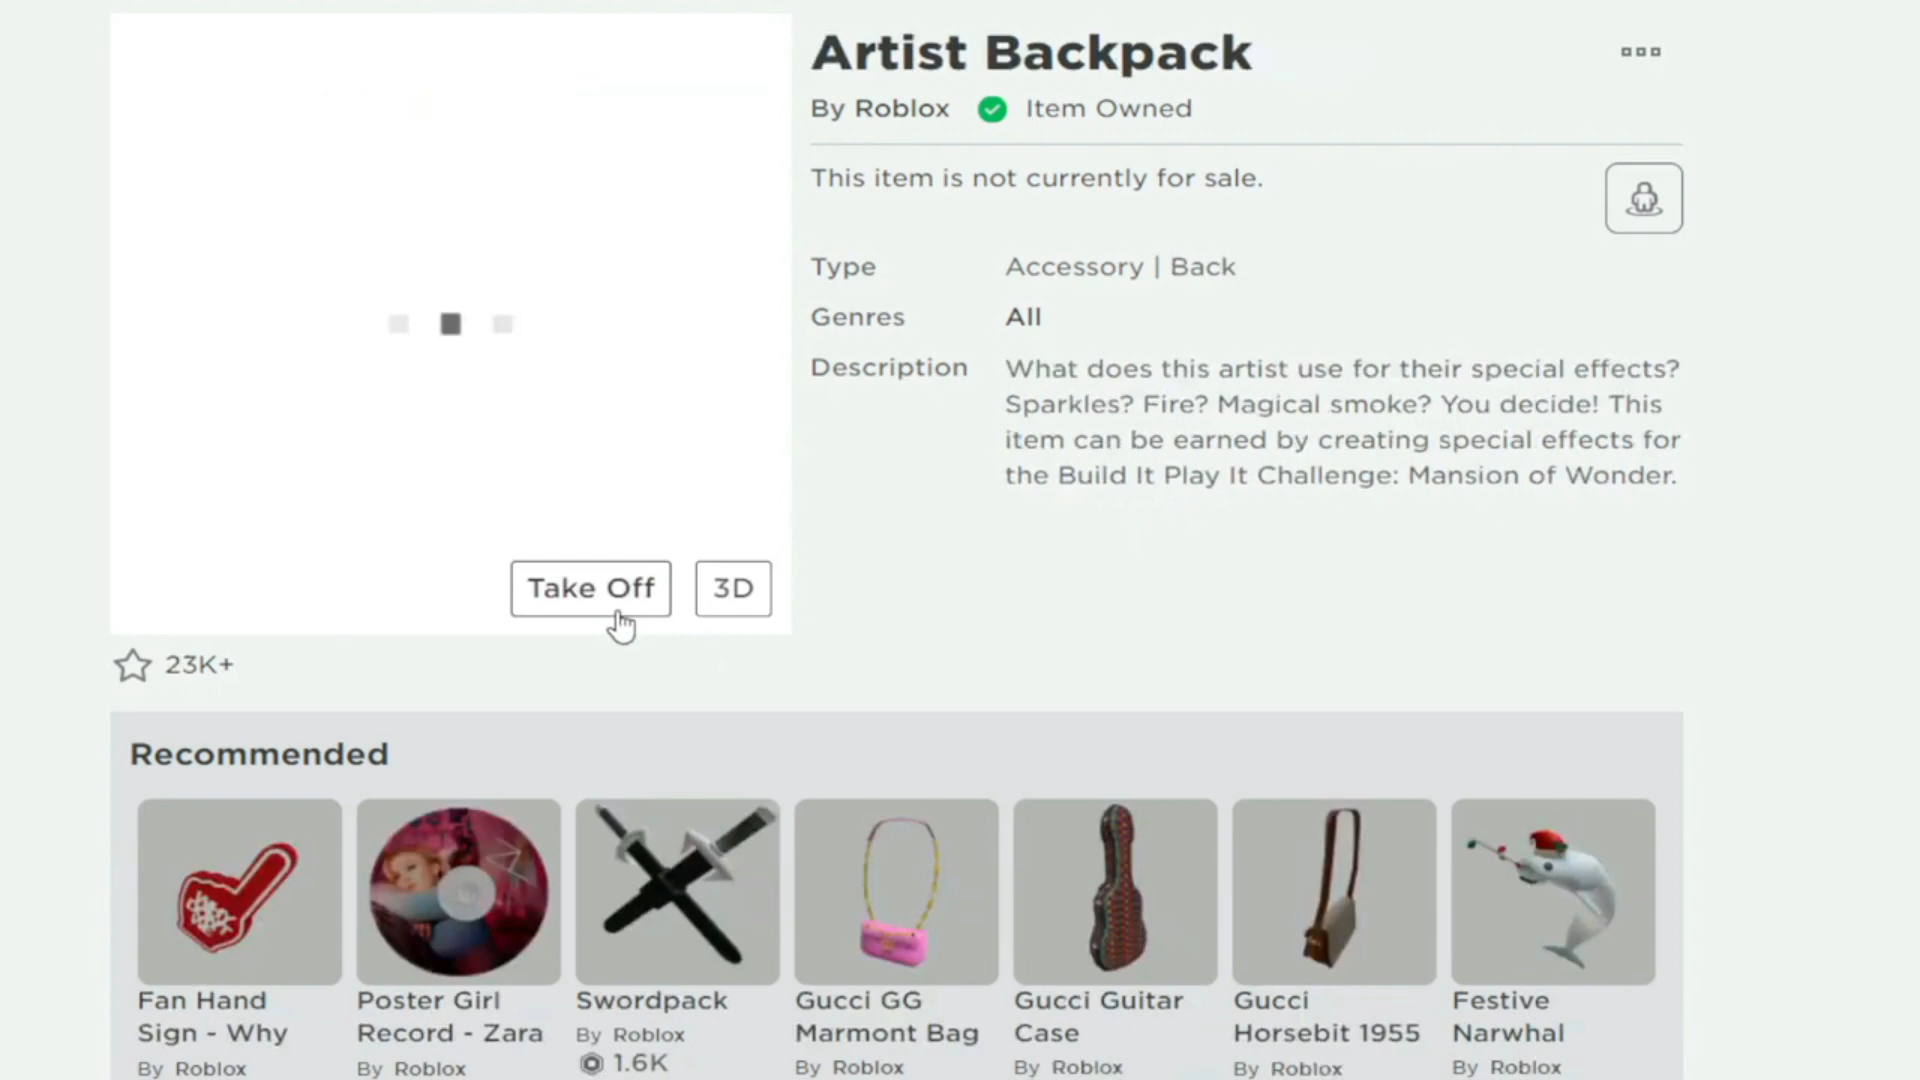 Artist Backpack
By Roblox Item Owned
This item is not currently for sale.
Type Accessory | Back
Genres All
Description What does this artist use for their special effects?
Sparkles? Fire? Magical smoke? You decide! This
item can be earned by creating special effects for
the Build It Play It Challenge: Mansion of Wonder.
Take Off 3D
23K+
Recommended
Fan Hand
Sign - Why
By Roblox
Poster Girl
Record - Zara
By Roblox
Swordpack
By Roblox
1.6K
Gucci GG
Marmont Bag
By Roblox
Gucci Guitar
Case
By Roblox
Gucci
Horsebit 1955
By Roblox
Festive
Narwhal
By Roblox